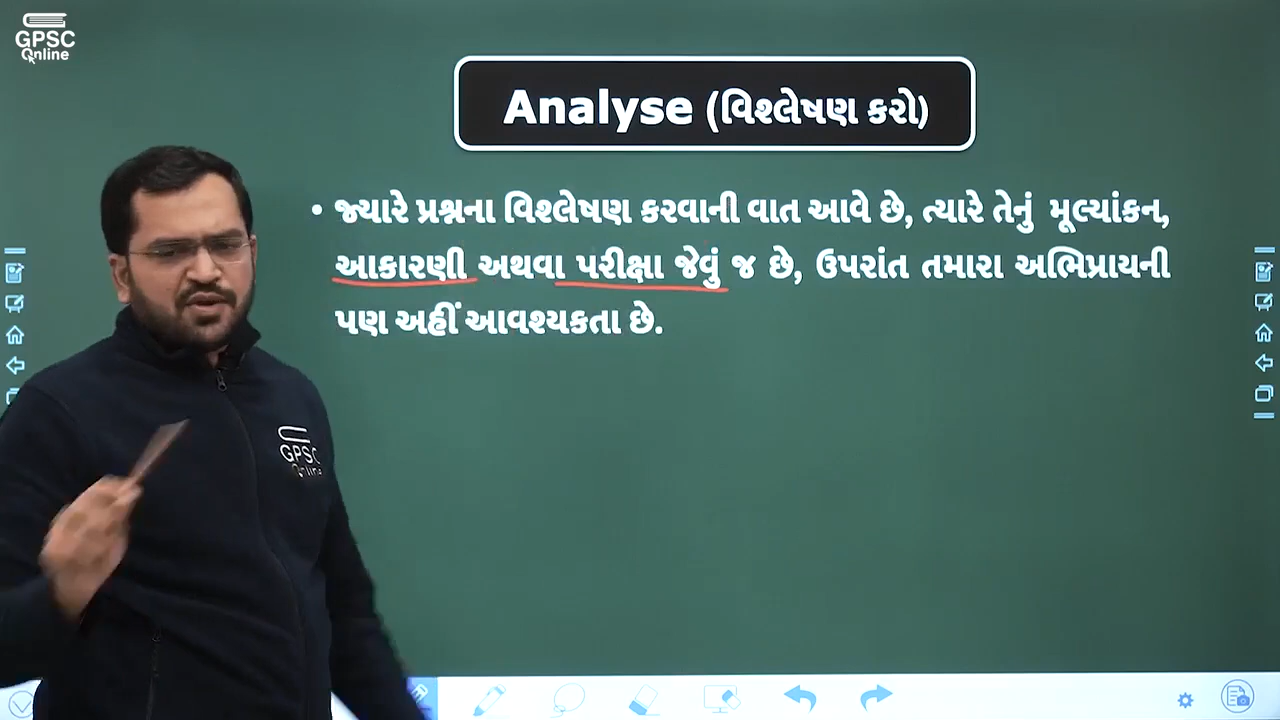 GPSC
Online
Analyse (વિશ્લેષણ કરો)
• જ્યારે પ્રશ્નના વિશ્લેષણ કરવાની વાત આવે છે, ત્યારે તેનું મૂલ્યાંકન,
આકારણી અથવા પરીક્ષા જેવું જ છે, ઉપરાંત તમારા અભિપ્રાયની
પણ અહીં આવશ્યકતા છે.
GPSC
Online